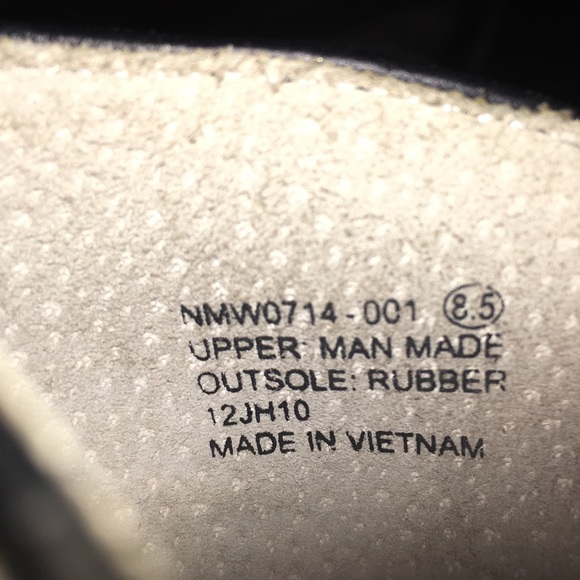 NMW0714-001 8.5
UPPER: MAN MADE
OUTSOLE: RUBBER
12JH10
MADE IN VIETNAM